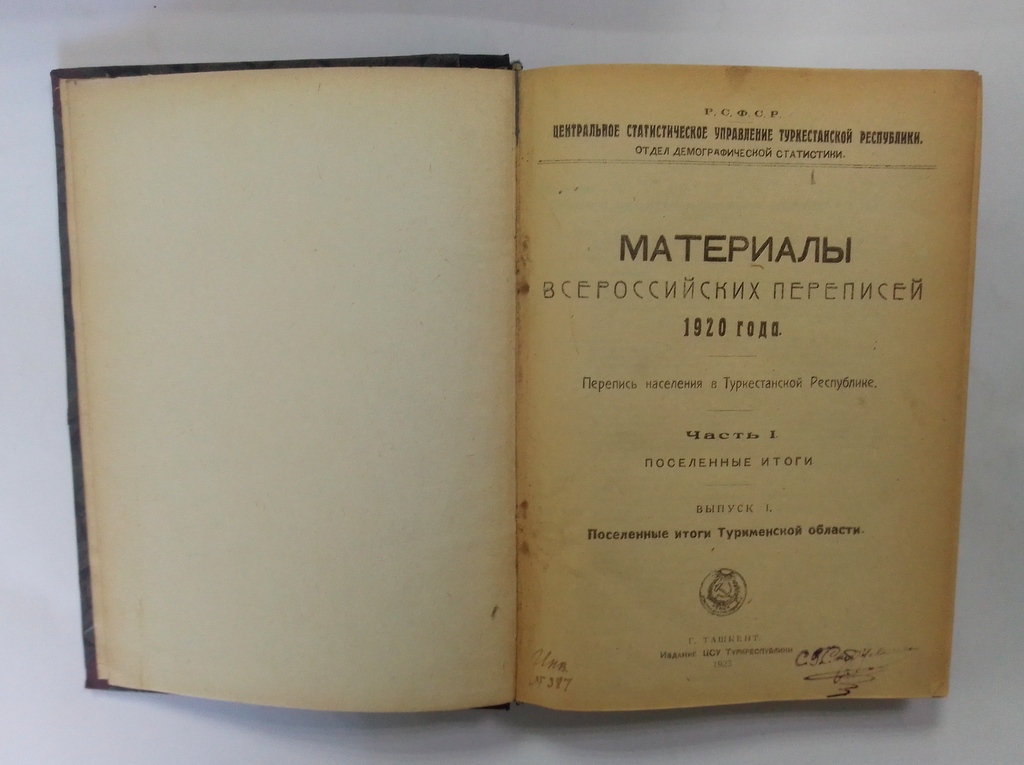 Р. С. Ф. С. Р.
ЦЕНТРАЛЬНОЕ СТАТИСТИЧЕСКОЕ УПРАВЛЕНИЕ ТУРКЕСТАНСКОЙ РЕСПУБЛИКИ.
ОТДЕЛ ДЕМОГРАФИЧЕСКОЙ СТАТИСТИКИ.
МАТЕРИАЛЫ
ВСЕРОССИЙСКИХ ПЕРЕПИСЕЙ
1920 года.
Перепись населения в Туркестанской Республике.
Часть I.
ПОСЕЛЕННЫЕ ИТОГИ
ВЫПУСК I.
Поселенные итоги Туркменской области.
Г. ТАШКЕНТ.
Издание ЦСУ Туркреспублики
Инв.
№ 387